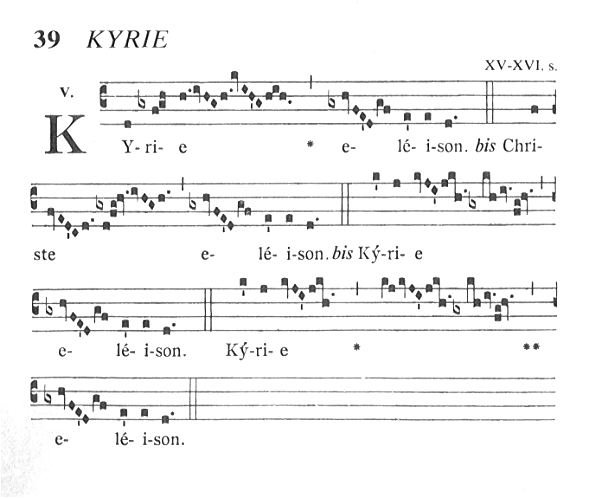 39 KYRIE
XV-XVI. s.
V.
KY-ri- e * e- lé- i-son. bis Chri-
ste e- lé- i-son. bis Ký-ri- e
e- lé- i-son. Ký-ri- e * **
e- lé- i-son.